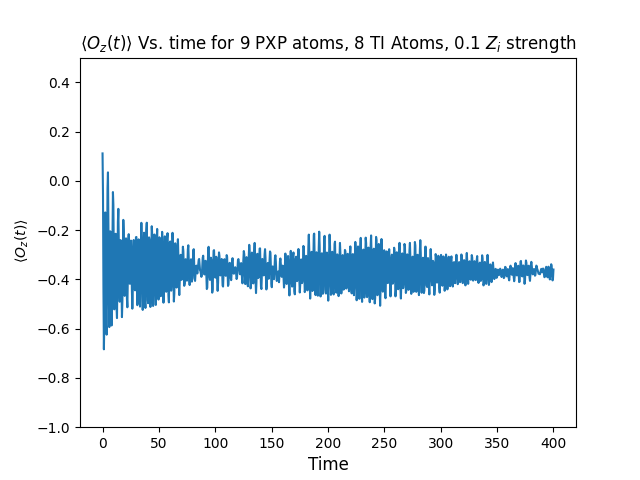 ⟨O_z(t)⟩ Vs. time for 9 PXP atoms, 8 TI Atoms, 0.1 Z_i strength
0.4
0.2
0.0
−0.2
−0.4
−0.6
−0.8
−1.0
⟨O_z(t)⟩
0 50 100 150 200 250 300 350 400
Time